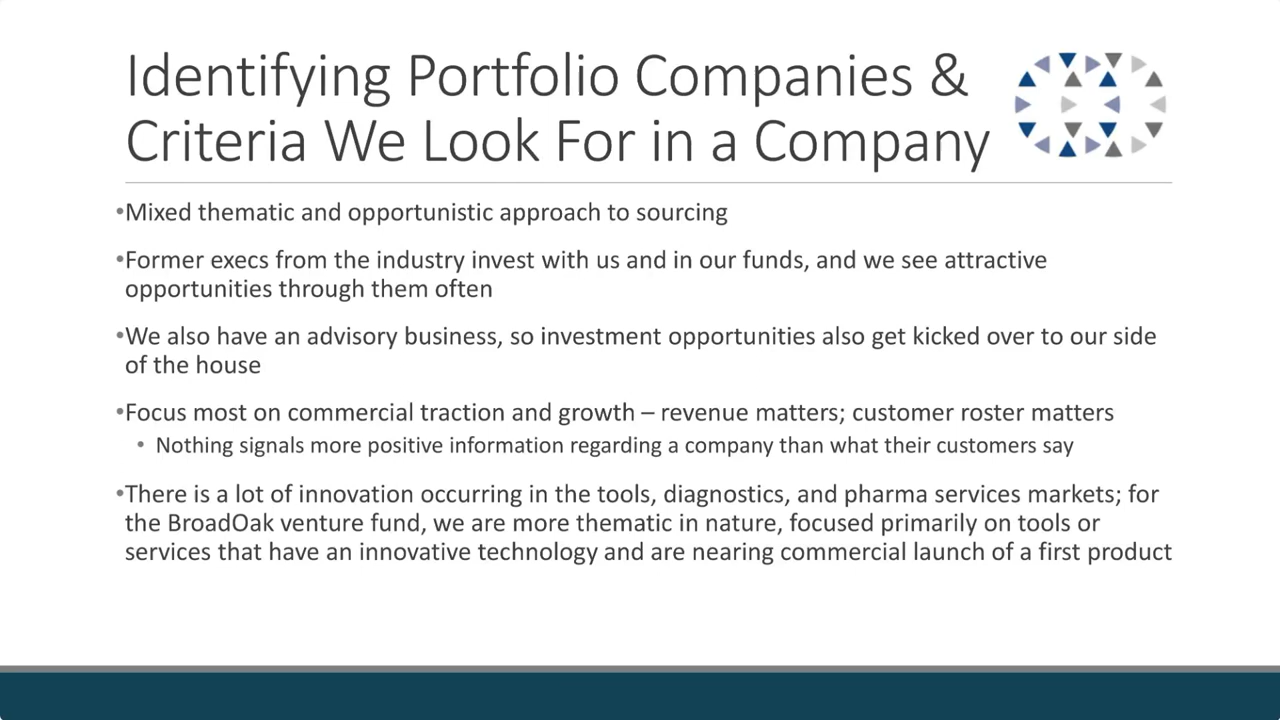 Identifying Portfolio Companies &
Criteria We Look For in a Company
•Mixed thematic and opportunistic approach to sourcing
•Former execs from the industry invest with us and in our funds, and we see attractive
opportunities through them often
•We also have an advisory business, so investment opportunities also get kicked over to our side
of the house
•Focus most on commercial traction and growth – revenue matters; customer roster matters
• Nothing signals more positive information regarding a company than what their customers say
•There is a lot of innovation occurring in the tools, diagnostics, and pharma services markets; for
the BroadOak venture fund, we are more thematic in nature, focused primarily on tools or
services that have an innovative technology and are nearing commercial launch of a first product